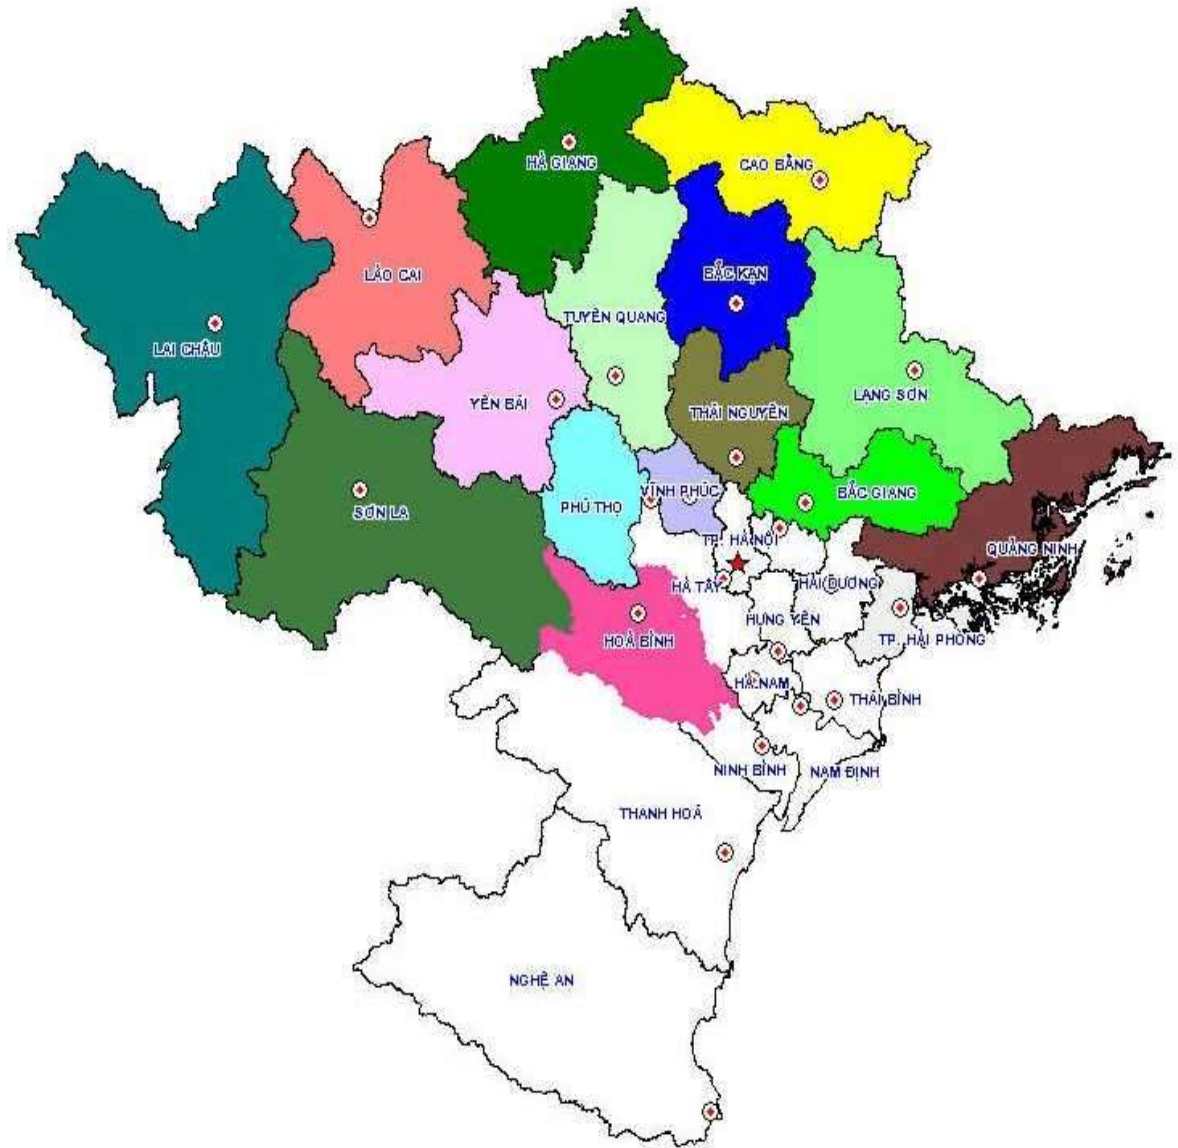 HÀ GIANG
CAO BẰNG
LÀO CAI
BẮC KẠN
TUYÊN QUANG
LAI CHÂU
LẠNG SƠN
YÊN BÁI
THÁI NGUYÊN
VĨNH PHÚC
BẮC GIANG
PHÚ THỌ
SƠN LA
TP. HÀ NỘI
QUẢNG NINH
HÀ TÂY
HẢI DƯƠNG
HƯNG YÊN
HOÀ BÌNH
TP. HẢI PHÒNG
HÀ NAM
THÁI BÌNH
NINH BÌNH
NAM ĐỊNH
THANH HOÁ
NGHỆ AN